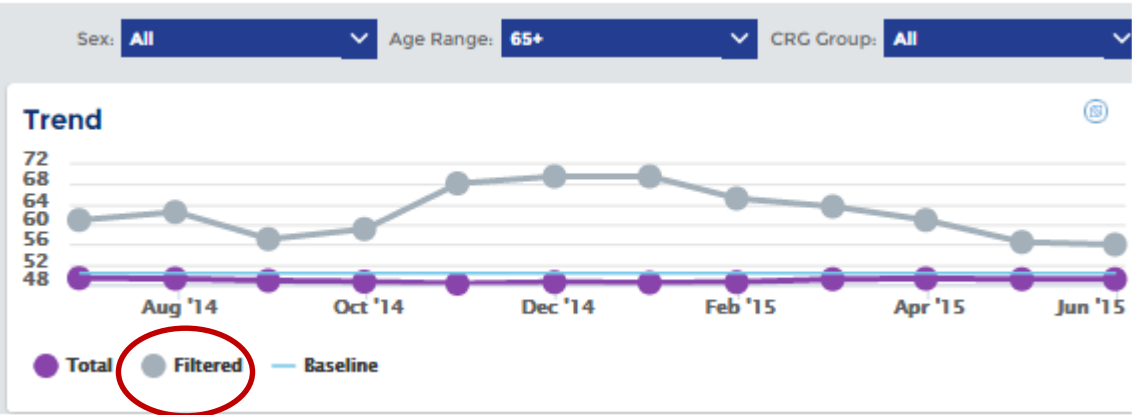 Sex: All Age Range: 65+ CRG Group: All
Trend
72
68
64
60
56
52
48
Aug '14 Oct '14 Dec '14 Feb '15 Apr '15 Jun '15
Total Filtered Baseline